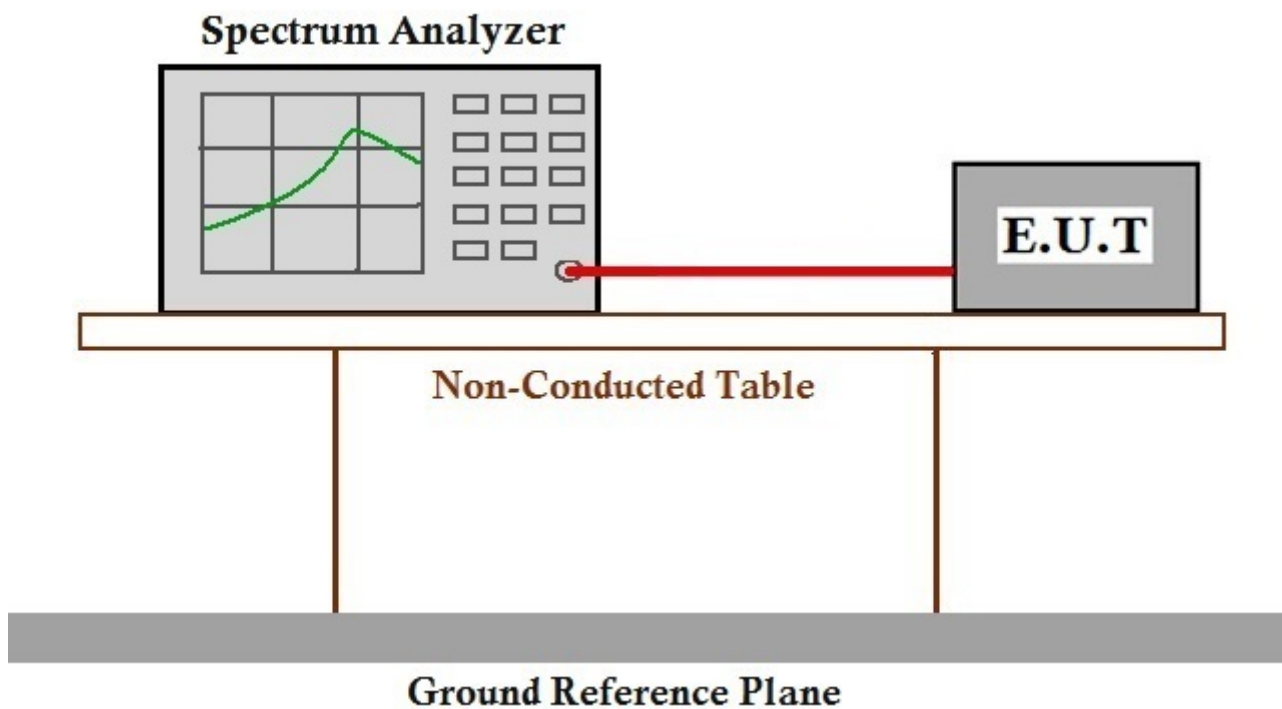 Spectrum Analyzer
E.U.T
Non-Conducted Table
Ground Reference Plane